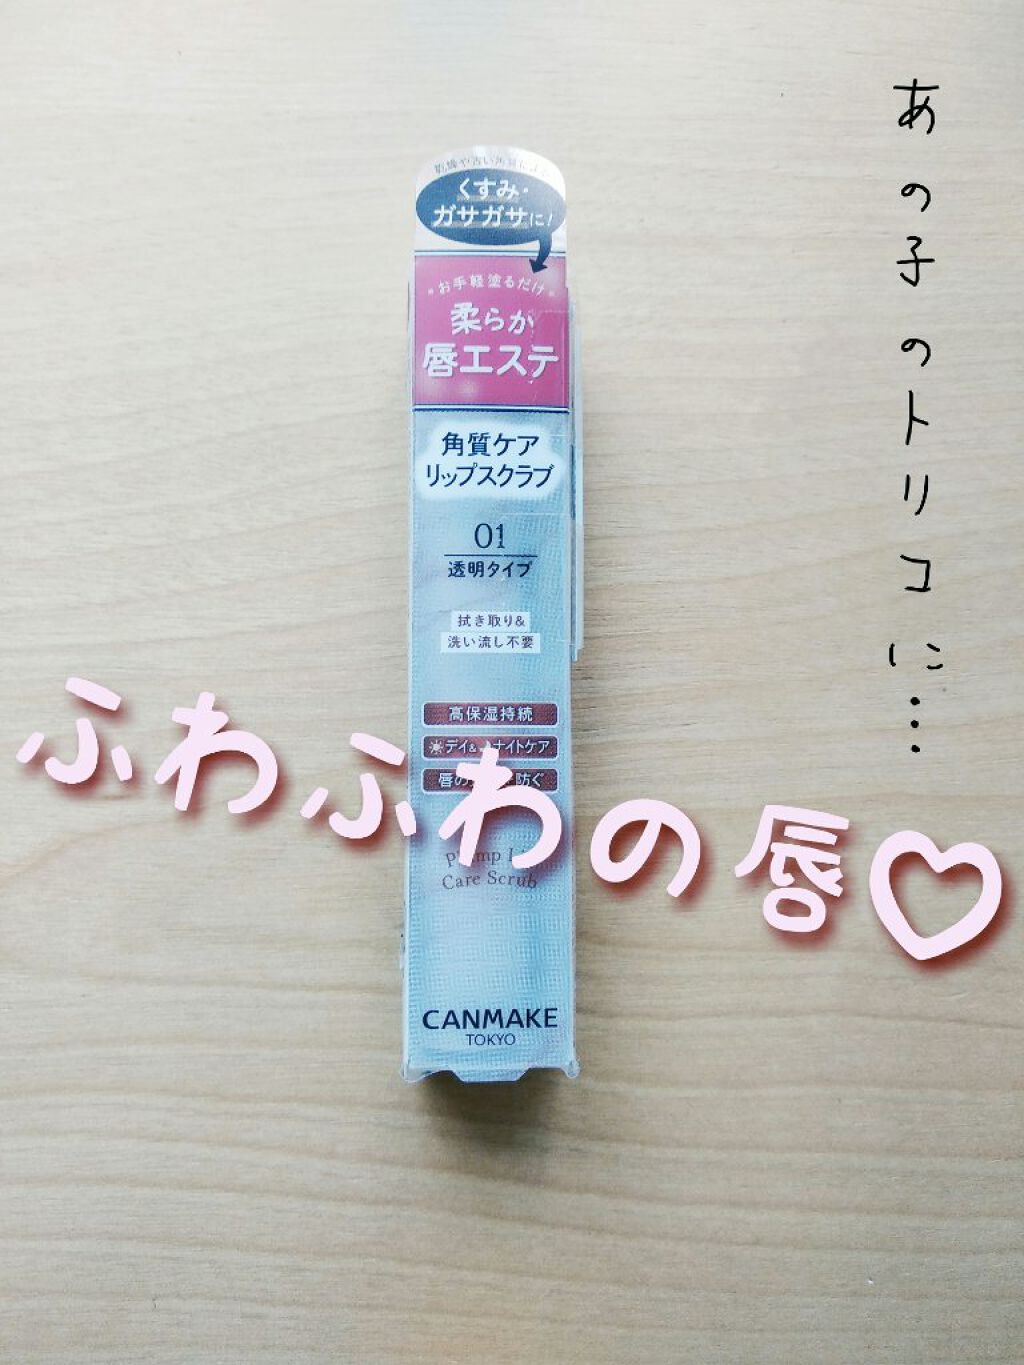 あの子のトリコに…
乾燥や古い角質による
くすみ・
ガサガサに!
お手軽塗るだけ
柔らか
唇エステ
角質ケア
リップスクラブ
01
透明タイプ
拭き取り&
洗い流し不要
高保湿持続
デイ&ナイトケア
唇の 防ぐ
ふわふわの唇♡
Care Scrub
CANMAKE
TOKYO